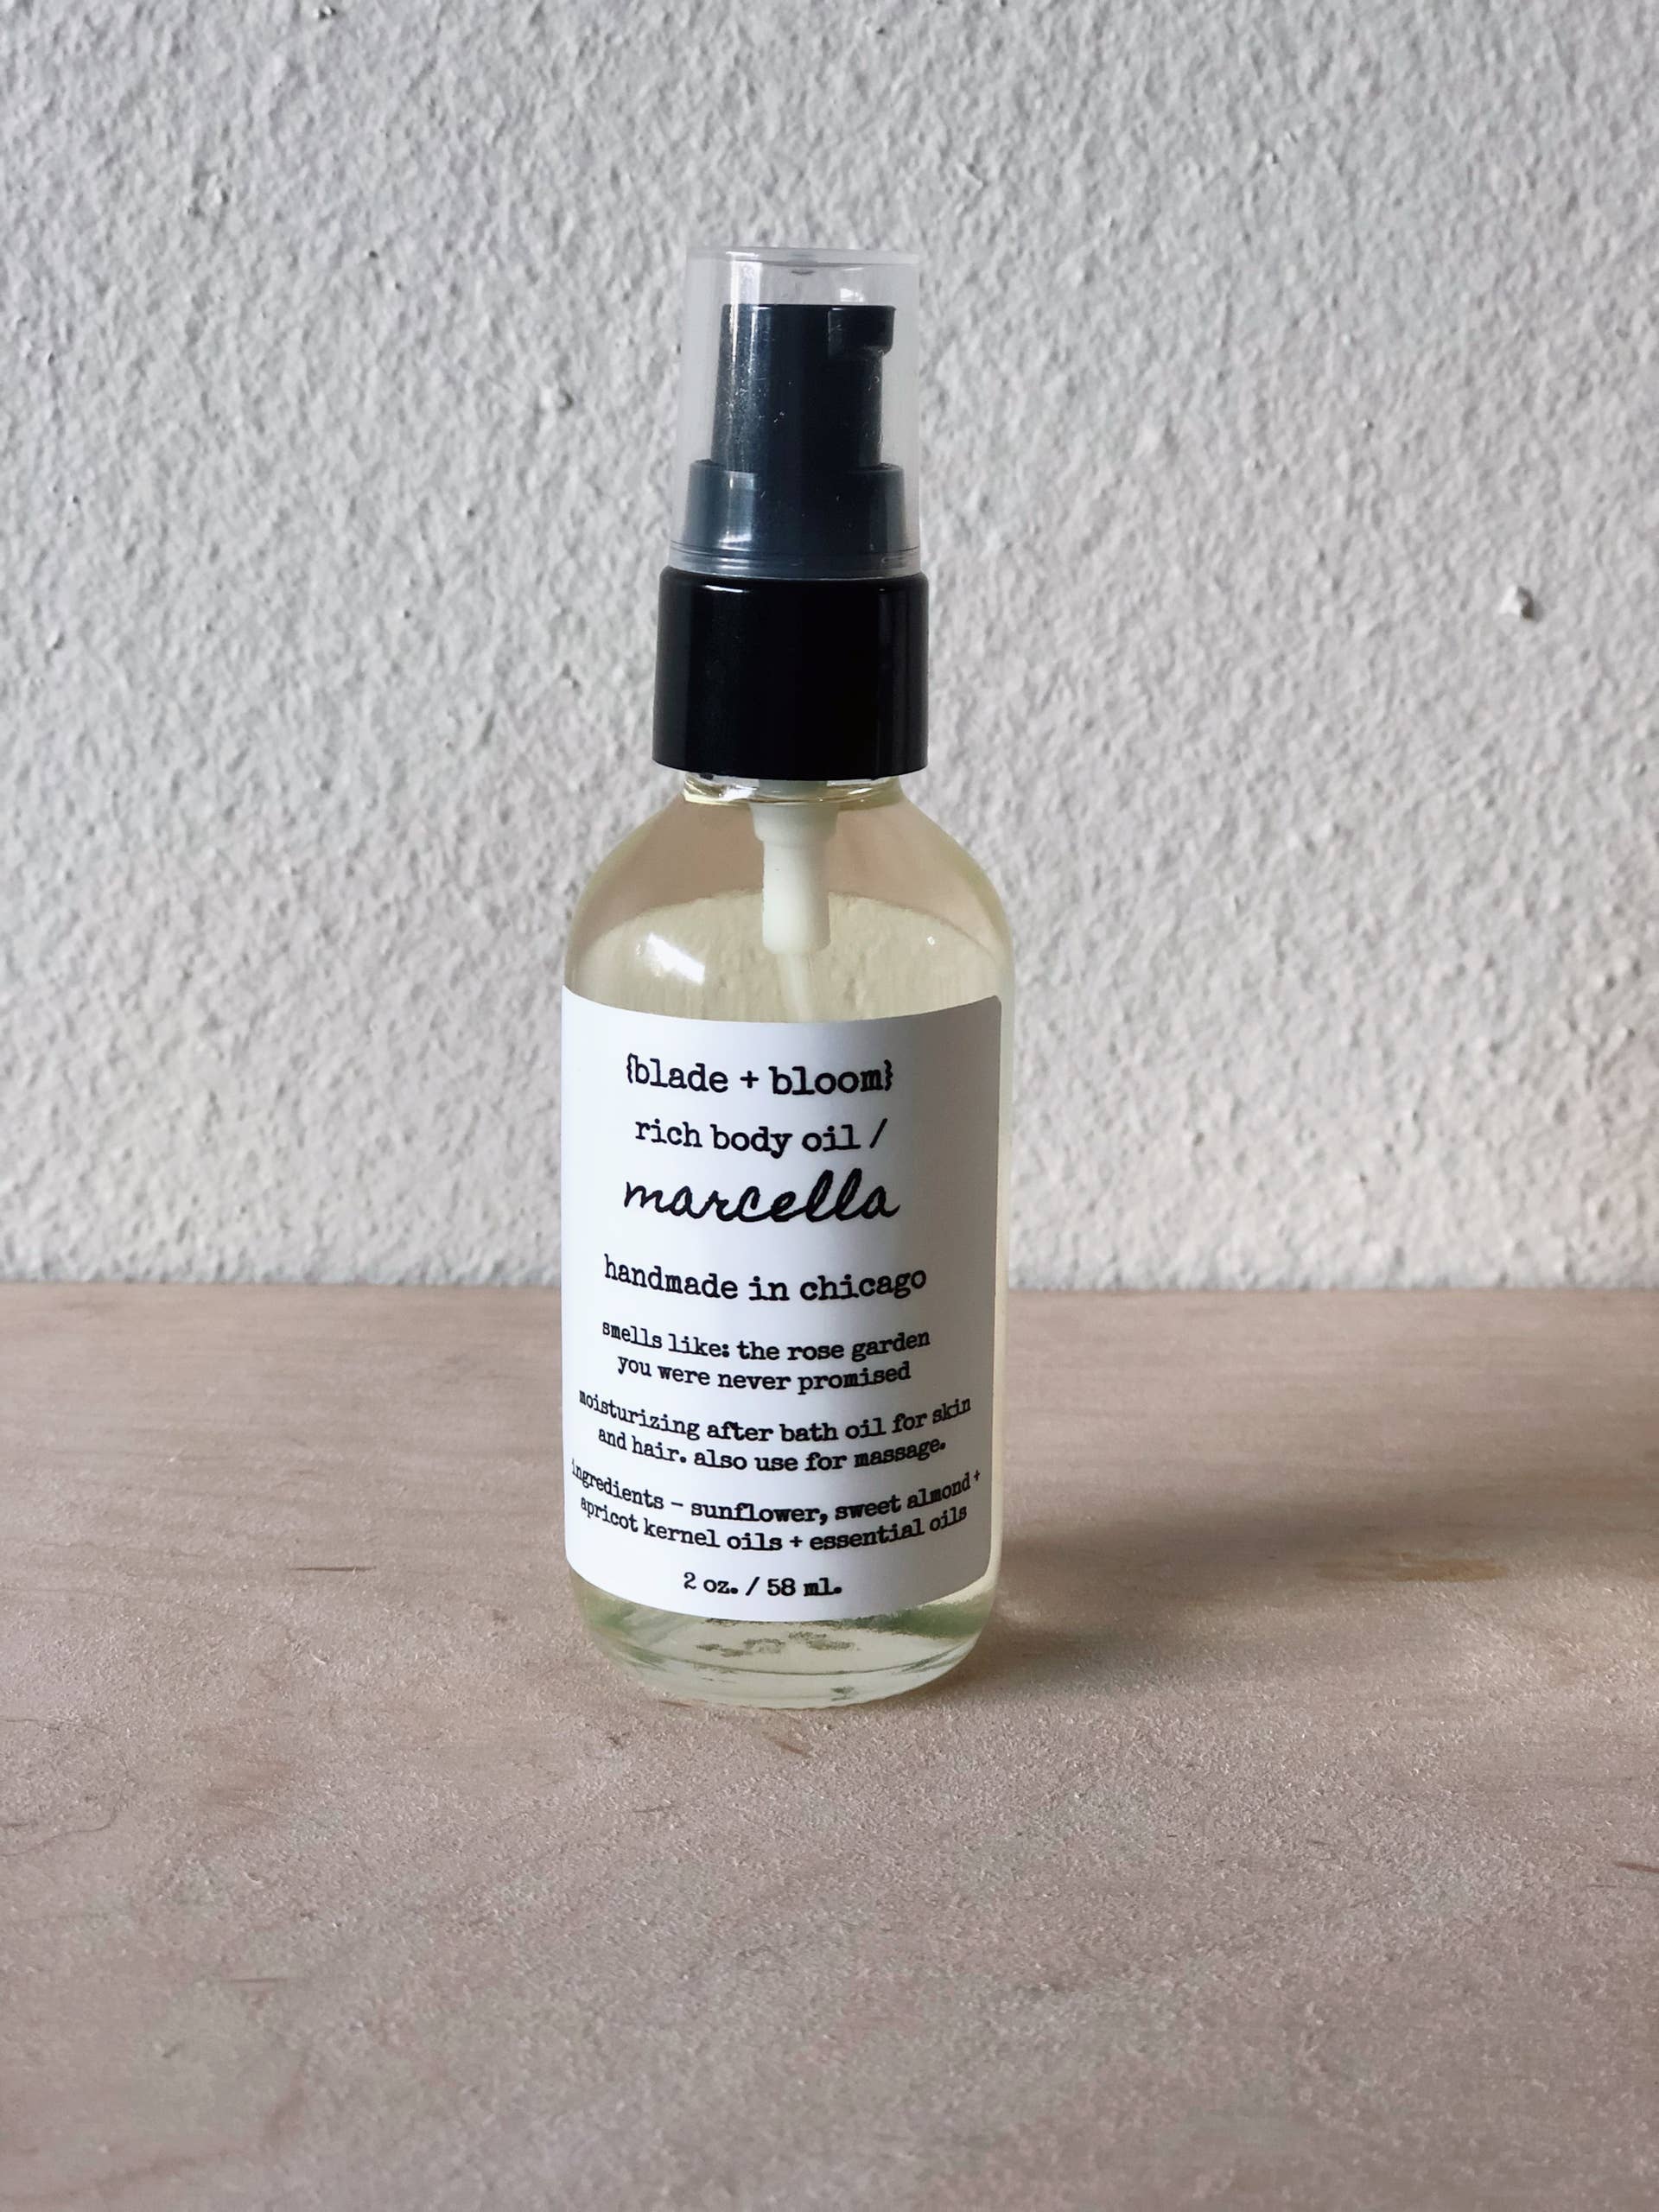 {blade + bloom}
rich body oil /
marcella
handmade in chicago
smells like: the rose garden
you were never promised
moisturizing after bath oil for skin
and hair. also use for massage.
ingredients - sunflower, sweet almond +
apricot kernel oils + essential oils
2 oz. / 58 ml.